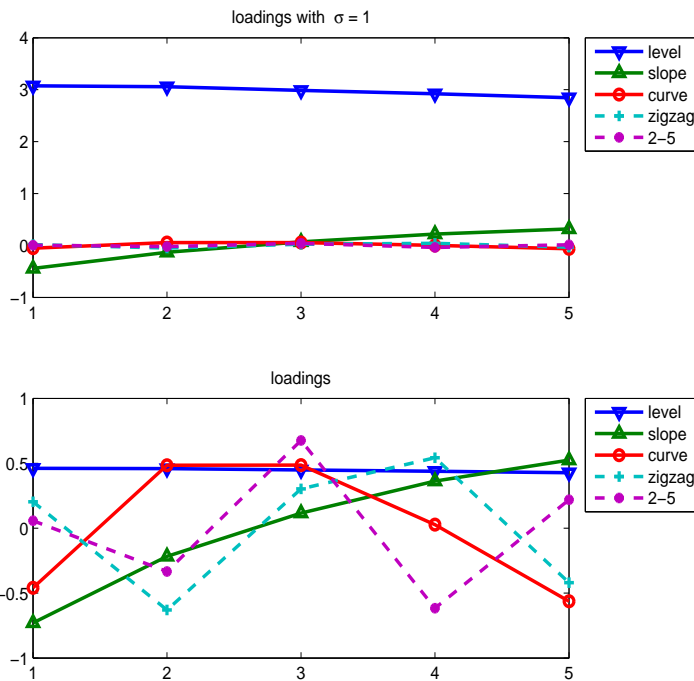 loadings with σ = 1
4
3
2
1
0
−1
1
2
3
4
5
level
slope
curve
zigzag
2−5
loadings
1
0.5
0
−0.5
−1
1
2
3
4
5
level
slope
curve
zigzag
2−5